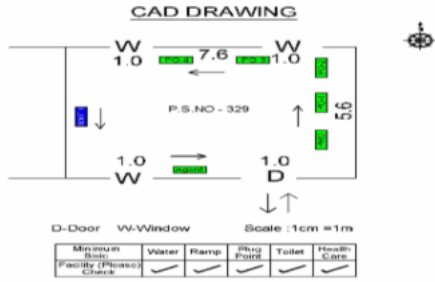 CAD DRAWING
W W
1.0 7.6 1.0
P.S.NO - 329
5.6
1.0 1.0
Agent
W D
D-Door W-Window Scale :1cm =1m
Minimum Basic Water Ramp Plug Point Toilet Health Care
Facility (Please) Check